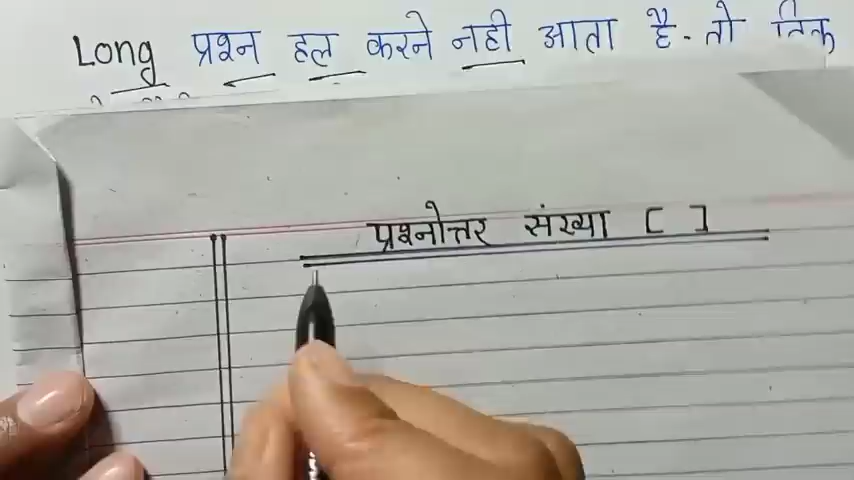 Long प्रश्न हल करने नही आता है - तो
प्रश्नोत्तर संख्या [ ]